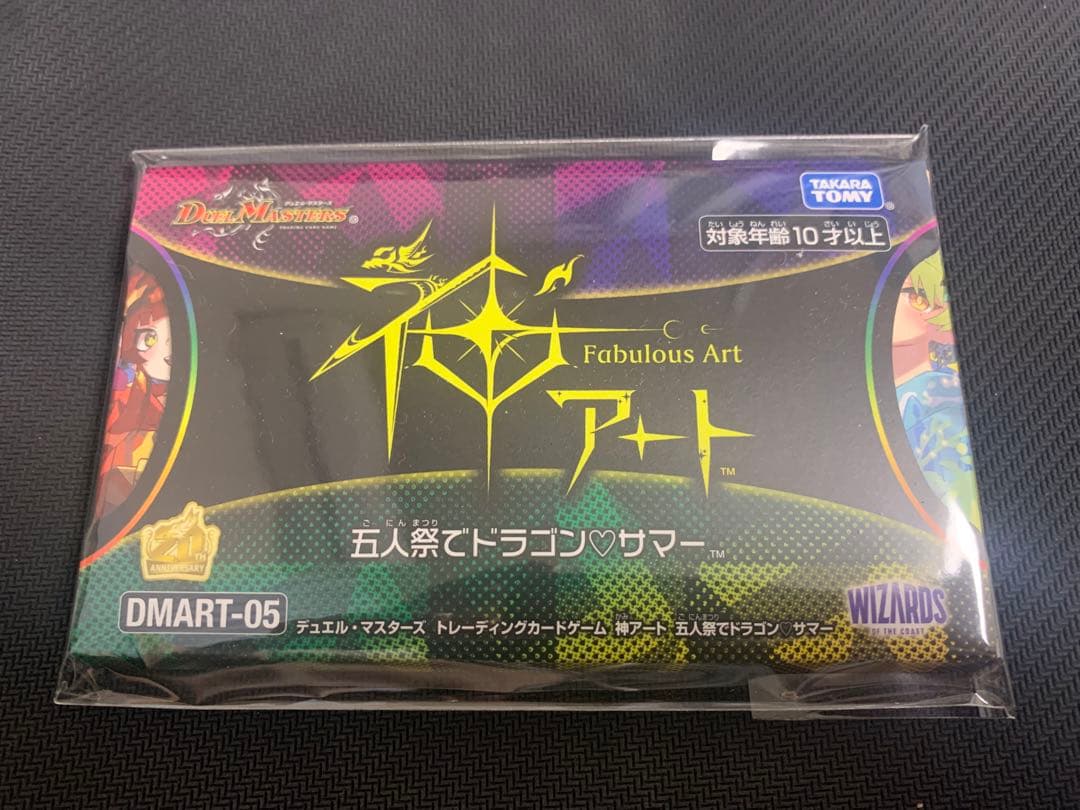 デュエル・マスターズ
DUEL MASTERS®
TRADING CARD GAME
TAKARA
TOMY®
たいしょうねんれい さいいじょう
対象年齢10才以上
神
Fabulous Art
アート™
ご にん まつり
五人祭でドラゴン♡サマー™
20TH
ANNIVERSARY
DMART-05
かみ ごにんまつり
デュエル・マスターズ トレーディングカードゲーム 神アート 五人祭でドラゴン♡サマー
WIZARDS
OF THE COAST